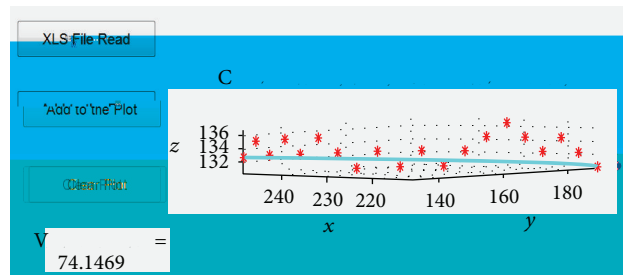 XLS File Read
C
"Add to the Plot
z
136
134
132
240 230 220 140 160 180
x
y
V =
74.1469